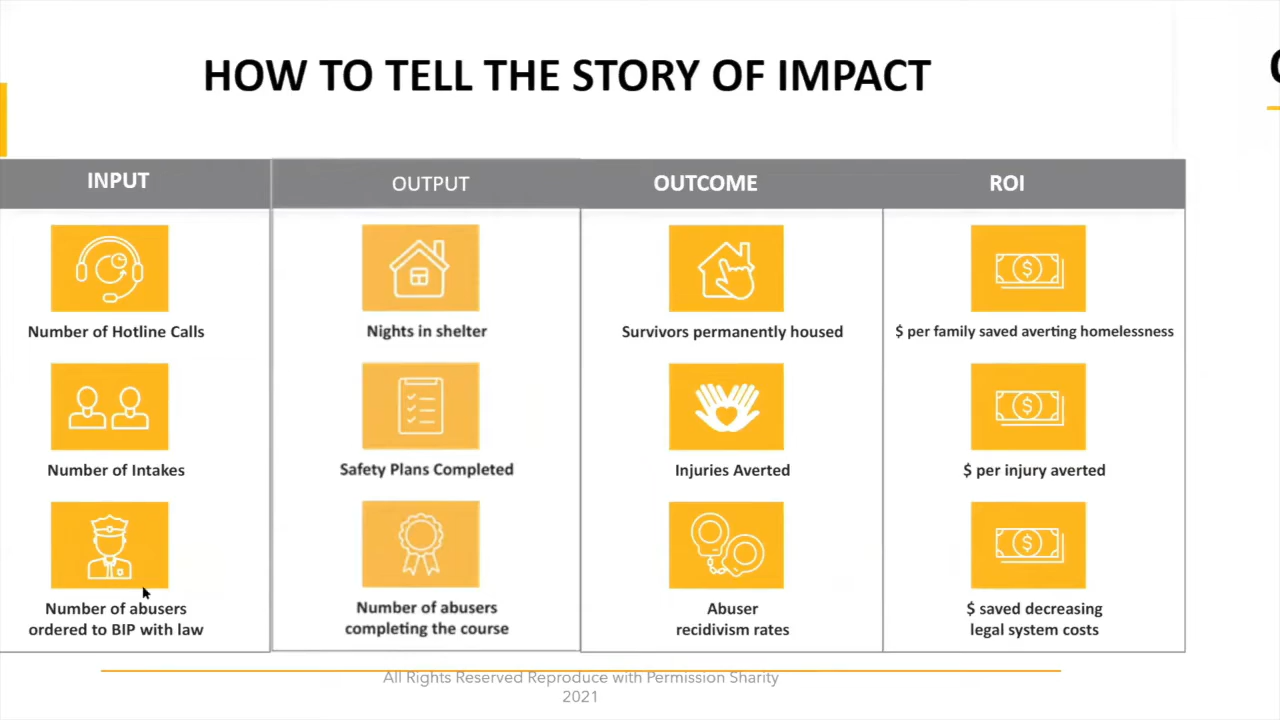 HOW TO TELL THE STORY OF IMPACT
INPUT
OUTPUT
OUTCOME
ROI
Number of Hotline Calls
Nights in shelter
Survivors permanently housed
$ per family saved averting homelessness
Number of Intakes
Safety Plans Completed
Injuries Averted
$ per injury averted
Number of abusers
ordered to BIP with law
Number of abusers
completing the course
Abuser
recidivism rates
$ saved decreasing
legal system costs
All Rights Reserved Reproduce with Permission Sharity
2021